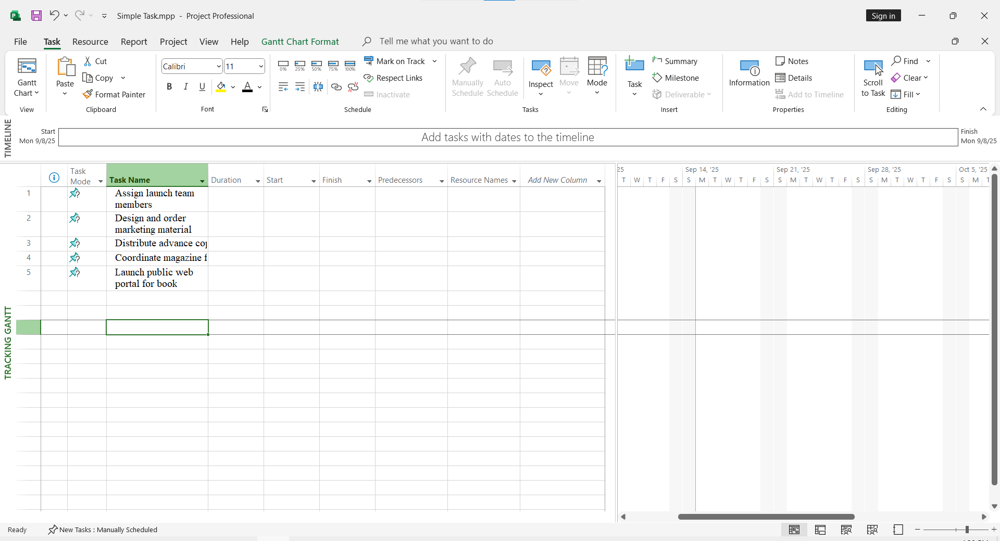 Simple Task.mpp - Project Professional
Sign in
File Task Resource Report Project View Help Gantt Chart Format Tell me what you want to do
Gantt Chart
View
Paste
Cut
Copy
Format Painter
Clipboard
Calibri 11
B I U A
Font
0% 25% 50% 75% 100%
Mark on Track
Respect Links
Inactivate
Schedule
Manually Schedule
Auto Schedule
Inspect
Move
Mode
Tasks
Task
Summary
Milestone
Deliverable
Insert
Information
Notes
Details
Add to Timeline
Properties
Scroll to Task
Find
Clear
Fill
Editing
TIMELINE
Start
Mon 9/8/25
Add tasks with dates to the timeline
Finish
Mon 9/8/25
TRACKING GANTT
Task Mode Task Name Duration Start Finish Predecessors Resource Names Add New Column
25 Sep 14, '25 Sep 21, '25 Sep 28, '25 Oct 5, '25
T W T F S S M T W T F S S M T W T F S S M T W T F S S M T
1 Assign launch team
members
2 Design and order
marketing material
3 Distribute advance cop
4 Coordinate magazine f
5 Launch public web
portal for book
Ready New Tasks : Manually Scheduled